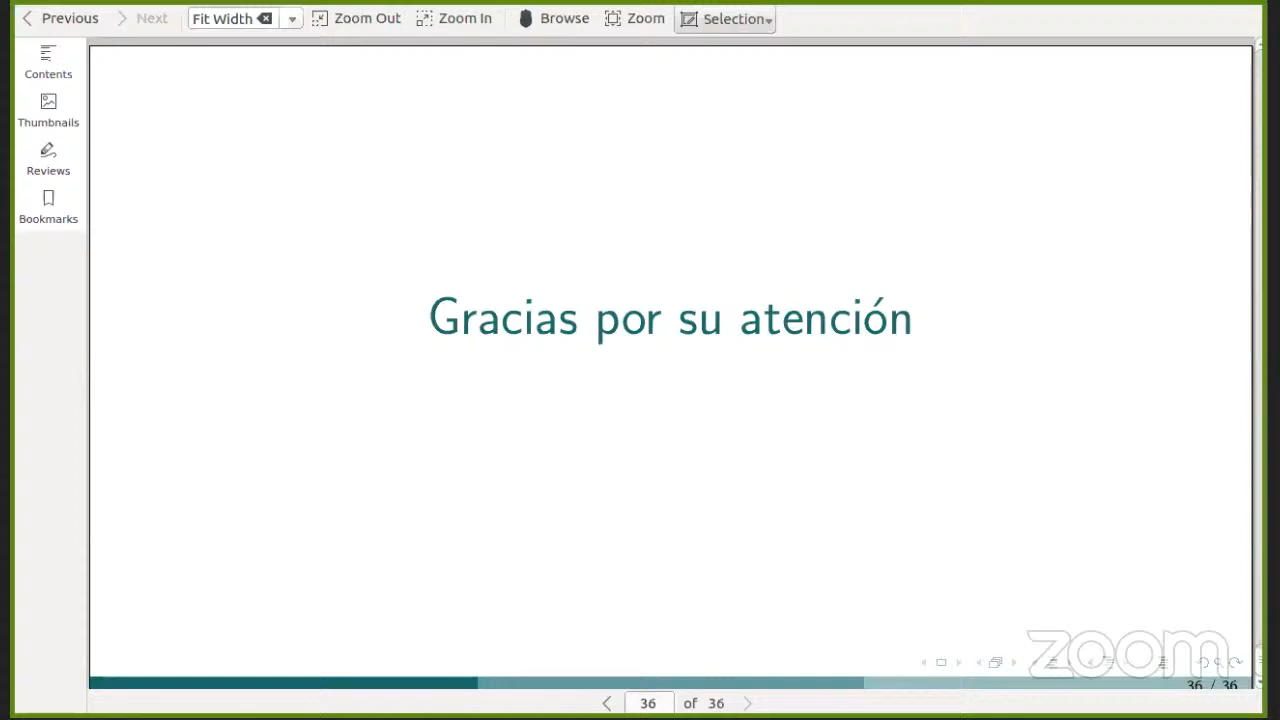 Previous
Next
Fit Width
Zoom Out
Zoom In
Browse
Zoom
Selection
Contents
Thumbnails
Reviews
Bookmarks
Gracias por su atención
zoom
36 / 36
36 of 36